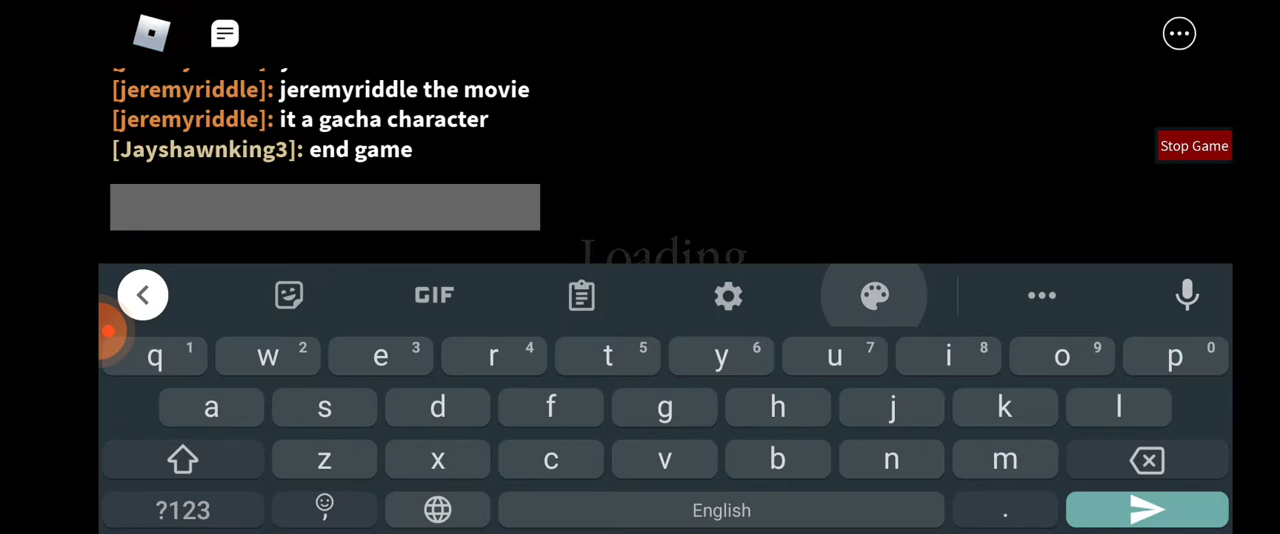 [jeremyriddle]: jeremyriddle the movie
[jeremyriddle]: it a gacha character
[Jayshawnking3]: end game
Stop Game
Loading
GIF
q 1 w 2 e 3 r 4 t 5 y 6 u 7 i 8 o 9 p 0
a s d f g h j k l
z x c v b n m
?123 , English .